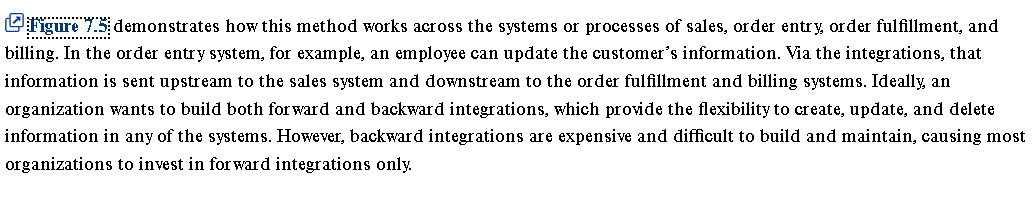 Figure 7.5 demonstrates how this method works across the systems or processes of sales, order entry, order fulfillment, and
billing. In the order entry system, for example, an employee can update the customer's information. Via the integrations, that
information is sent upstream to the sales system and downstream to the order fulfillment and billing systems. Ideally, an
organization wants to build both forward and backward integrations, which provide the flexibility to create, update, and delete
information in any of the systems. However, backward integrations are expensive and difficult to build and maintain, causing most
organizations to invest in forward integrations only.